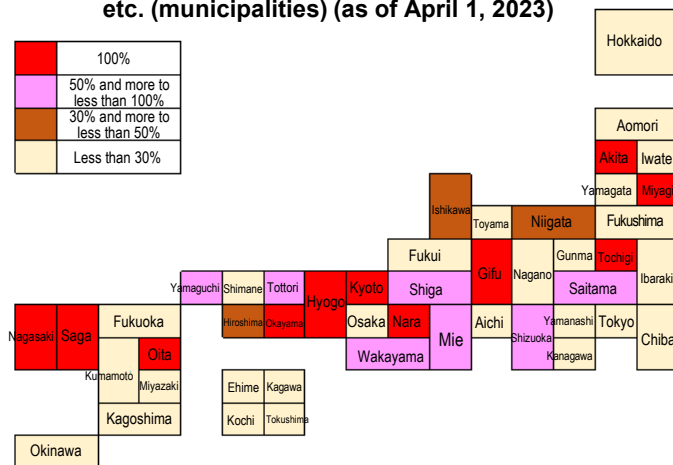 etc. (municipalities) (as of April 1, 2023)
Hokkaido
100%
50% and more to
less than 100%
30% and more to
less than 50%
Less than 30%
Aomori
Akita
Iwate
Yamagata
Miyagi
Ishikawa
Toyama
Niigata
Fukushima
Fukui
Gifu
Nagano
Gunma
Tochigi
Ibaraki
Yamaguchi
Shimane
Tottori
Hyogo
Kyoto
Shiga
Saitama
Nagasaki
Saga
Fukuoka
Hiroshima
Okayama
Osaka
Nara
Mie
Aichi
Shizuoka
Yamanashi
Tokyo
Chiba
Oita
Wakayama
Kanagawa
Kumamoto
Miyazaki
Ehime
Kagawa
Kagoshima
Kochi
Tokushima
Okinawa